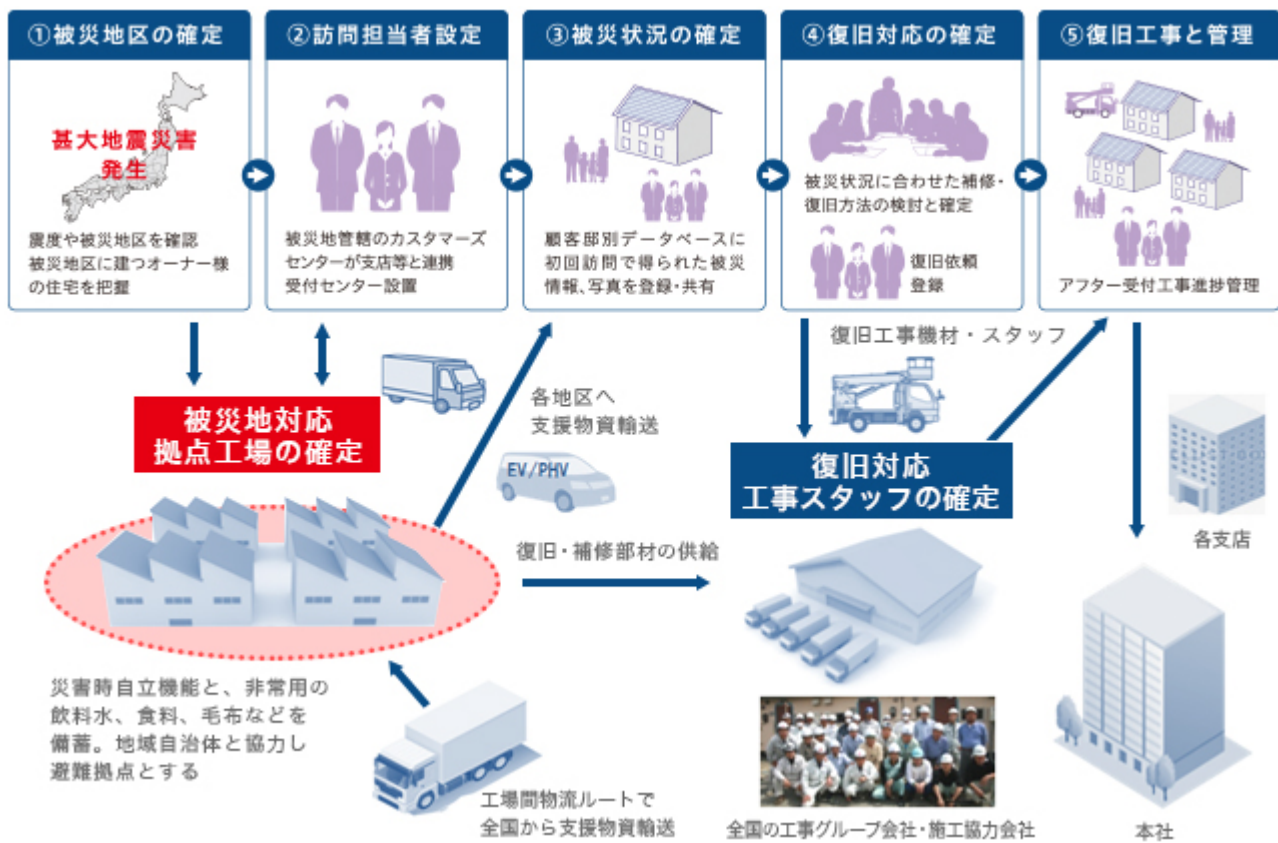 ①被災地区の確定
甚大地震災害
発生
震度や被災地区を確認
被災地区に建つオーナー様
の住宅を把握
②訪問担当者設定
被災地管轄のカスタマーズ
センターが支店等と連携
受付センター設置
③被災状況の確定
顧客邸別データベースに
初回訪問で得られた被災
情報、写真を登録・共有
④復旧対応の確定
被災状況に合わせた補修・
復旧方法の検討と確定
復旧依頼
登録
⑤復旧工事と管理
アフター受付工事進捗管理
被災地対応
拠点工場の確定
各地区へ
支援物資輸送
EV/PHV
復旧工事機材・スタッフ
復旧対応
工事スタッフの確定
復旧・補修部材の供給
各支店
災害時自立機能と、非常用の
飲料水、食料、毛布などを
備蓄。地域自治体と協力し
避難拠点とする
工場間物流ルートで
全国から支援物資輸送
全国の工事グループ会社・施工協力会社
本社